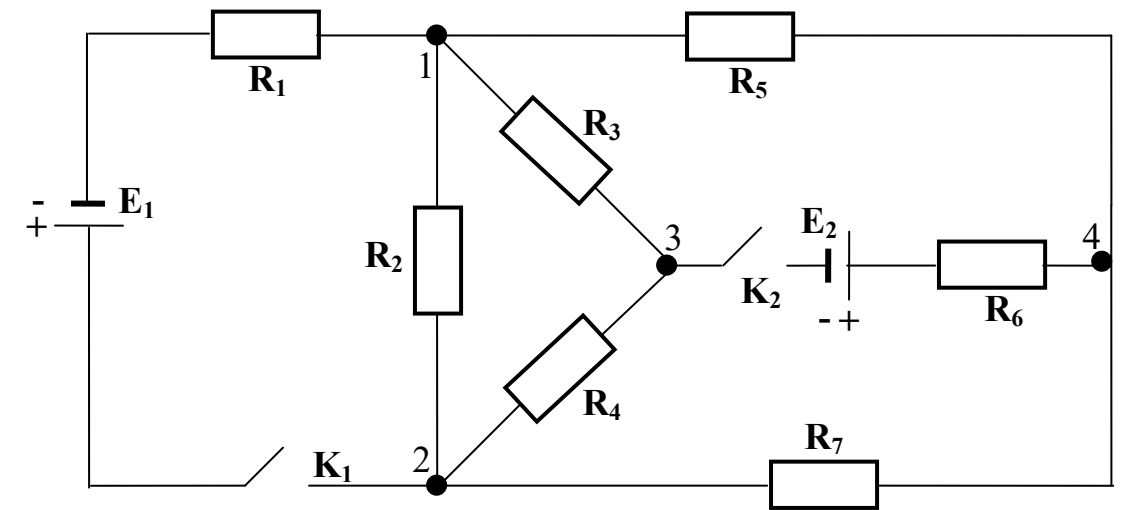 R₁
1
R₅
R₃
-
+
E₁
R₂
3
E₂
4
K₂
- +
R₆
R₄
K₁
2
R₇